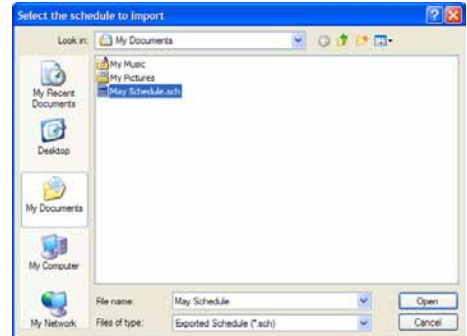 Select the schedule to import
Look in: My Documents
My Recent
Documents
Desktop
My Documents
My Computer
My Network
My Music
My Pictures
May Schedule.sch
File name: May Schedule Open
Files of type: Exported Schedule (*.sch) Cancel